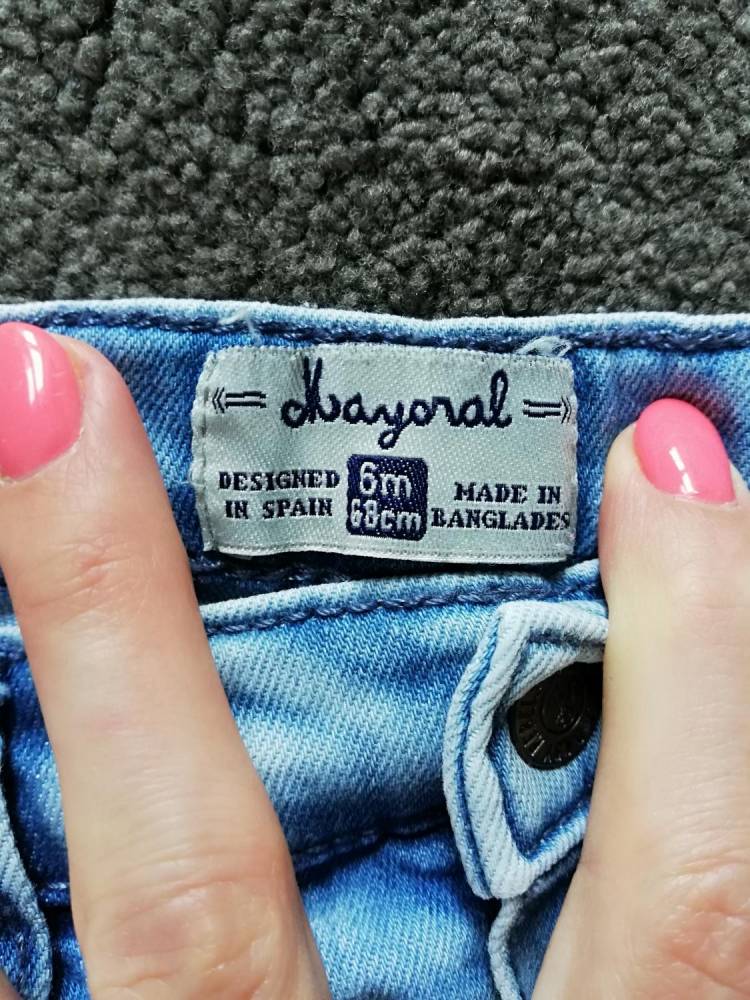 Mayoral
DESIGNED
IN SPAIN
6m
68cm
MADE IN
BANGLADES